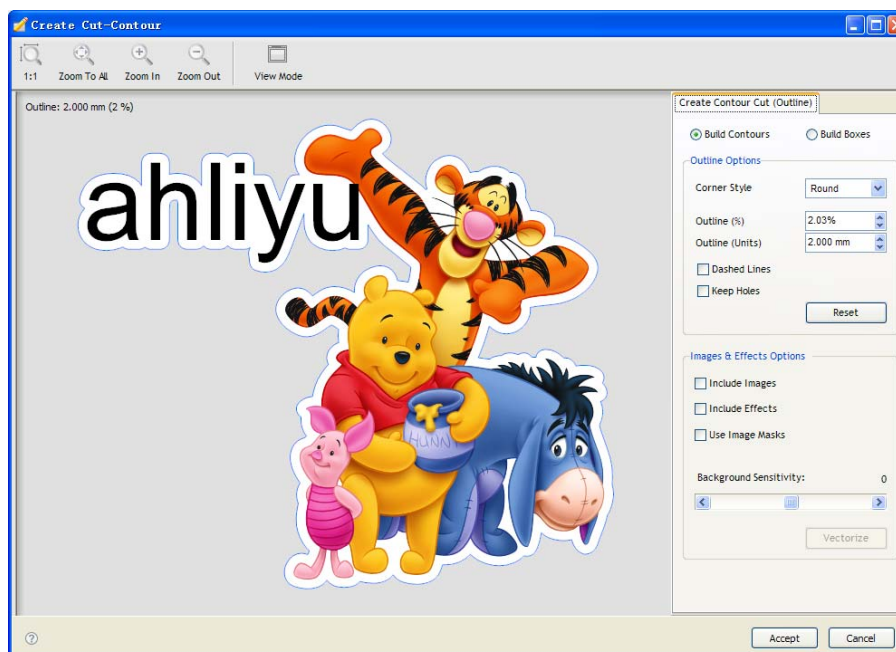 Create Cut-Contour
1:1
Zoom To All
Zoom In
Zoom Out
View Mode
Outline: 2.000 mm (2 %)
ahliyu
HUNNY
Create Contour Cut (Outline)
Build Contours
Build Boxes
Outline Options
Corner Style
Round
Outline (%)
2.03%
Outline (Units)
2.000 mm
Dashed Lines
Keep Holes
Reset
Images & Effects Options
Include Images
Include Effects
Use Image Masks
Background Sensitivity:
0
Vectorize
Accept
Cancel